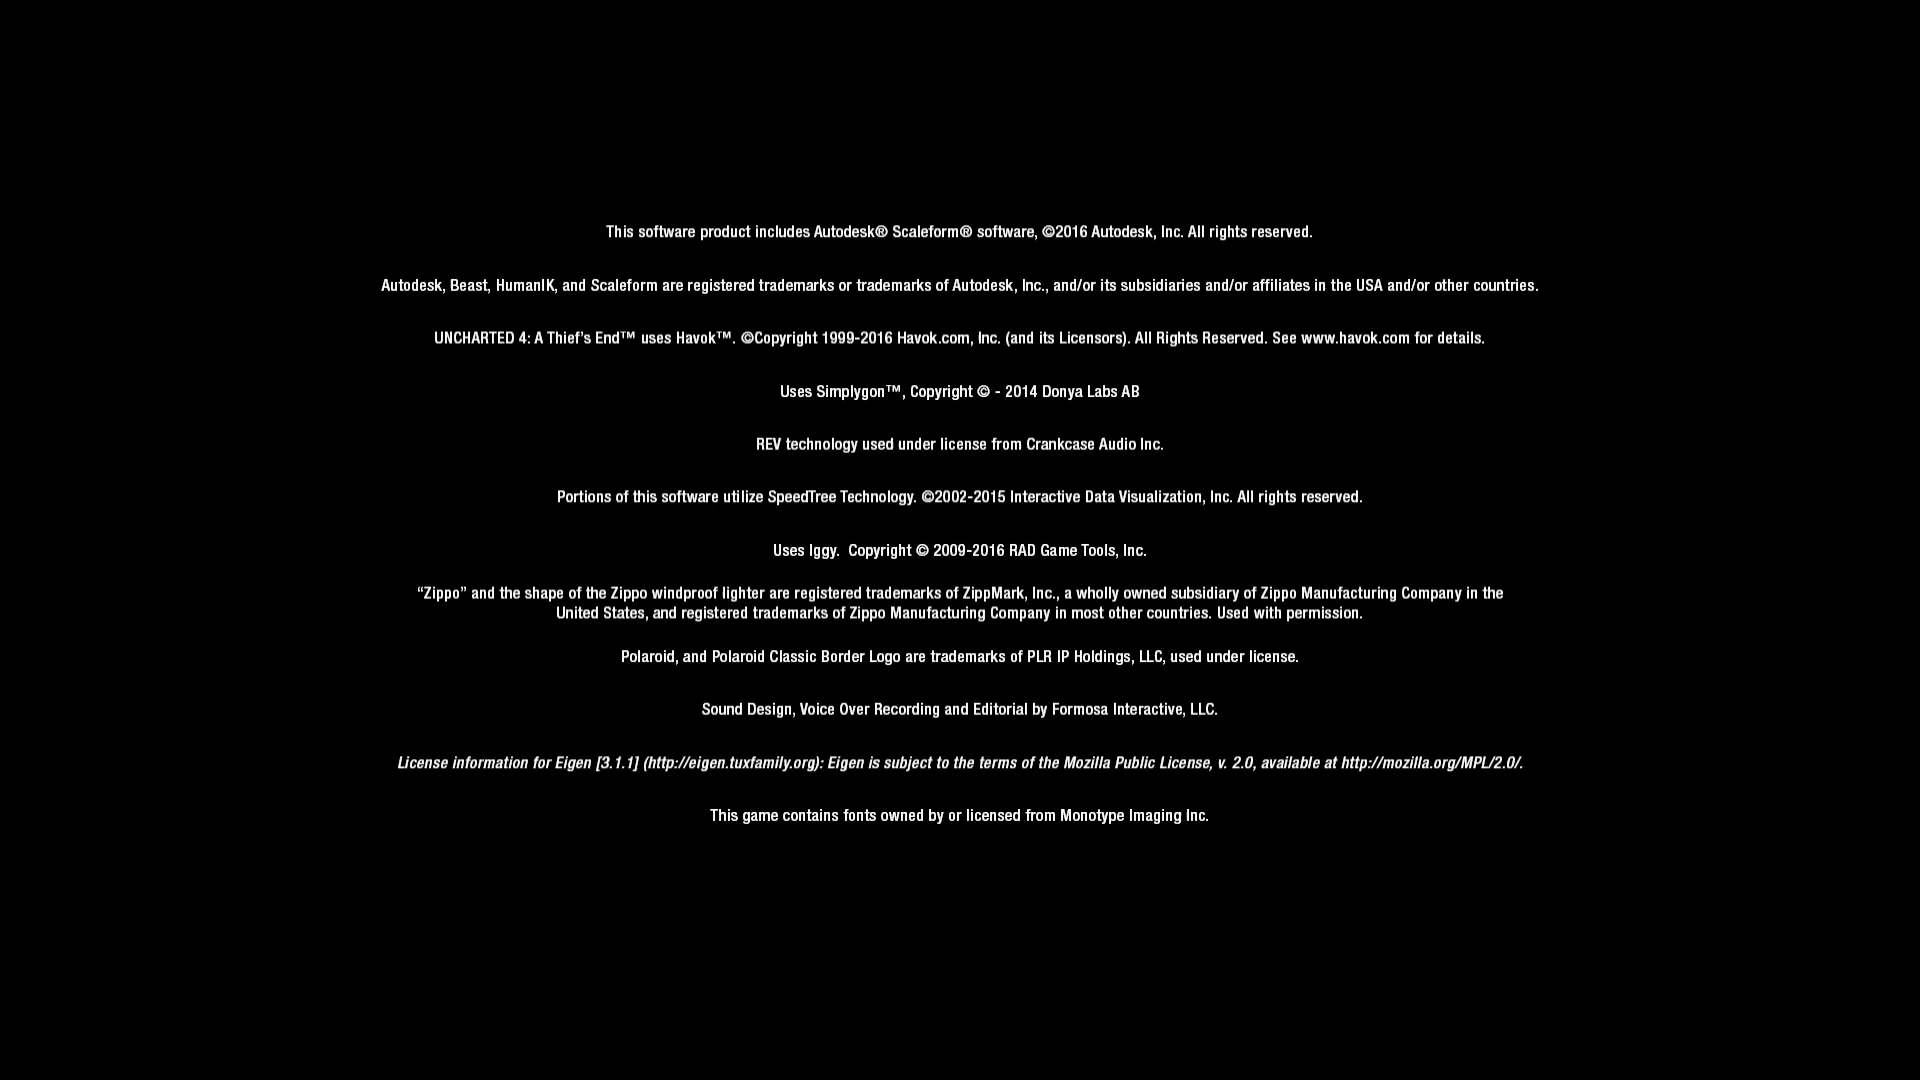 This software product includes Autodesk® Scaleform® software, ©2016 Autodesk, Inc. All rights reserved.
Autodesk, Beast, HumanIK, and Scaleform are registered trademarks or trademarks of Autodesk, Inc., and/or its subsidiaries and/or affiliates in the USA and/or other countries.
UNCHARTED 4: A Thief’s End™ uses Havok™. ©Copyright 1999-2016 Havok.com, Inc. (and its Licensors). All Rights Reserved. See www.havok.com for details.
Uses Simplygon™, Copyright © - 2014 Donya Labs AB
REV technology used under license from Crankcase Audio Inc.
Portions of this software utilize SpeedTree Technology. ©2002-2015 Interactive Data Visualization, Inc. All rights reserved.
Uses Iggy.  Copyright © 2009-2016 RAD Game Tools, Inc.
“Zippo” and the shape of the Zippo windproof lighter are registered trademarks of ZippMark, Inc., a wholly owned subsidiary of Zippo Manufacturing Company in the
United States, and registered trademarks of Zippo Manufacturing Company in most other countries. Used with permission.
Polaroid, and Polaroid Classic Border Logo are trademarks of PLR IP Holdings, LLC, used under license.
Sound Design, Voice Over Recording and Editorial by Formosa Interactive, LLC.
License information for Eigen [3.1.1] (http://eigen.tuxfamily.org): Eigen is subject to the terms of the Mozilla Public License, v. 2.0, available at http://mozilla.org/MPL/2.0/.
This game contains fonts owned by or licensed from Monotype Imaging Inc.